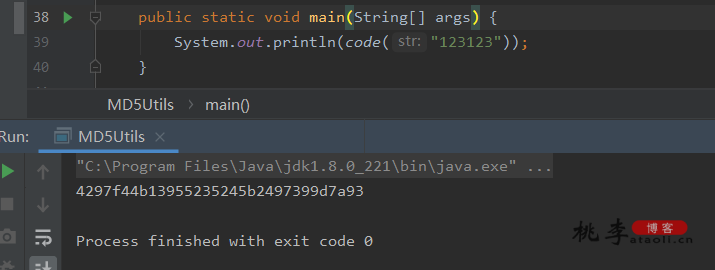 38 public static void main(String[] args) {
39 System.out.println(code( str: "123123"));
40 }
MD5Utils > main()
Run: MD5Utils ×
"C:\Program Files\Java\jdk1.8.0_221\bin\java.exe" ...
4297f44b13955235245b2497399d7a93
Process finished with exit code 0
桃李 博客
ataoli.cn